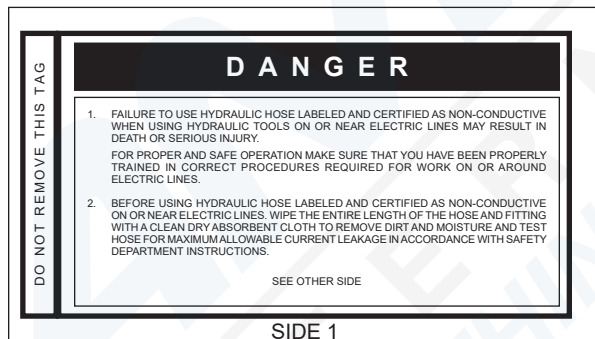 DO NOT REMOVE THIS TAG
DANGER
1. FAILURE TO USE HYDRAULIC HOSE LABELED AND CERTIFIED AS NON-CONDUCTIVE
WHEN USING HYDRAULIC TOOLS ON OR NEAR ELECTRIC LINES MAY RESULT IN
DEATH OR SERIOUS INJURY.
FOR PROPER AND SAFE OPERATION MAKE SURE THAT YOU HAVE BEEN PROPERLY
TRAINED IN CORRECT PROCEDURES REQUIRED FOR WORK ON OR AROUND
ELECTRIC LINES.
2. BEFORE USING HYDRAULIC HOSE LABELED AND CERTIFIED AS NON-CONDUCTIVE
ON OR NEAR ELECTRIC LINES. WIPE THE ENTIRE LENGTH OF THE HOSE AND FITTING
WITH A CLEAN DRY ABSORBENT CLOTH TO REMOVE DIRT AND MOISTURE AND TEST
HOSE FOR MAXIMUM ALLOWABLE CURRENT LEAKAGE IN ACCORDANCE WITH SAFETY
DEPARTMENT INSTRUCTIONS.
SEE OTHER SIDE
SIDE 1